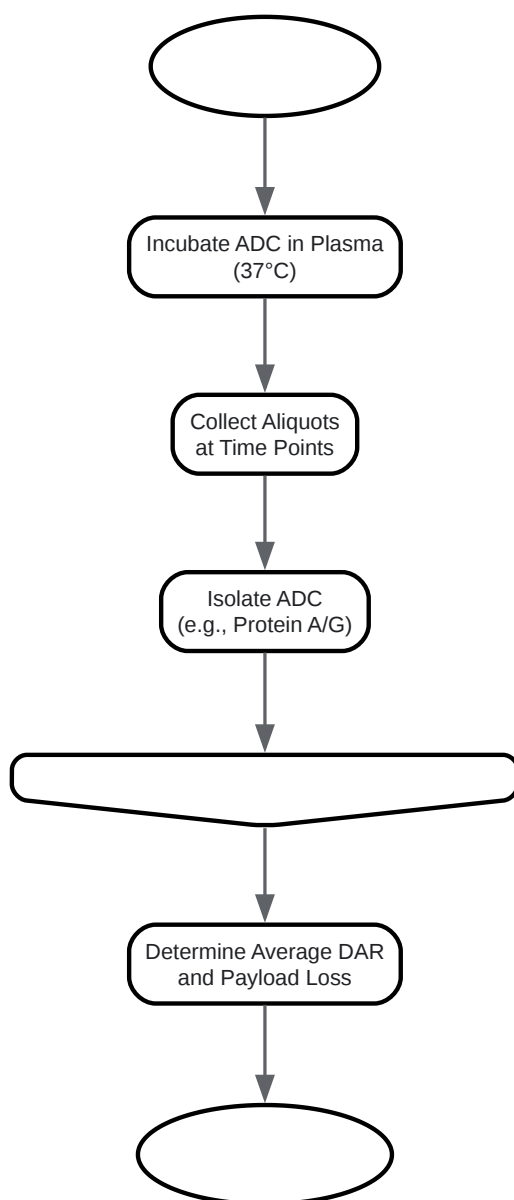 Incubate ADC in Plasma
(37°C)
Collect Aliquots
at Time Points
Isolate ADC
(e.g., Protein A/G)
Determine Average DAR
and Payload Loss